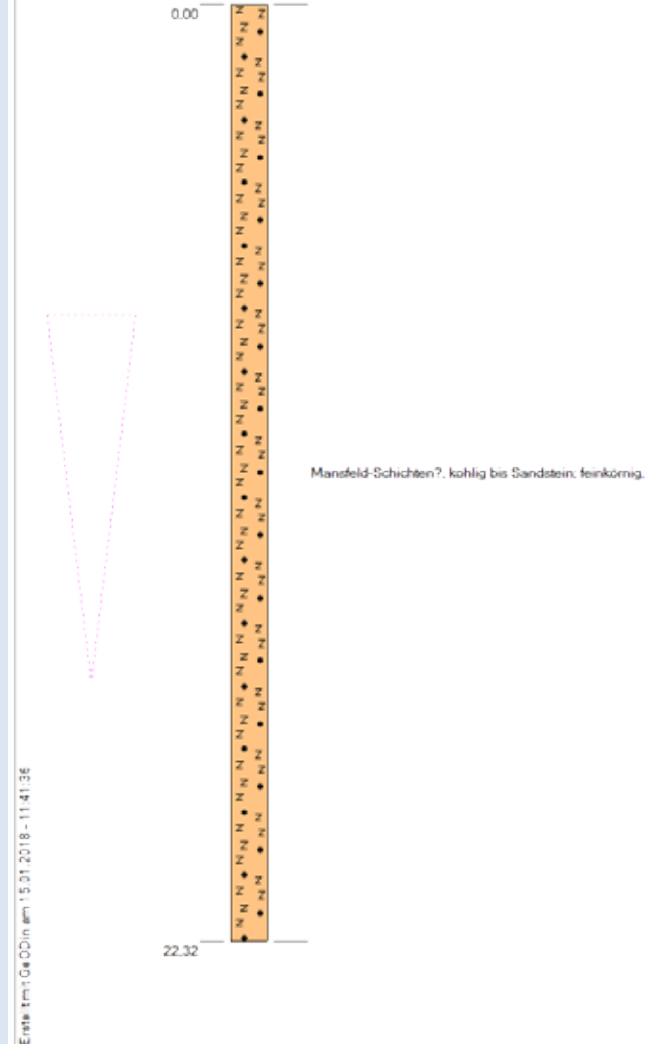 0.00
Mansfeld-Schichten?, kohlig bis Sandstein; feinkörnig,
22.32
Erstellt mit GeODin am 15.01.2018 - 11:41:36